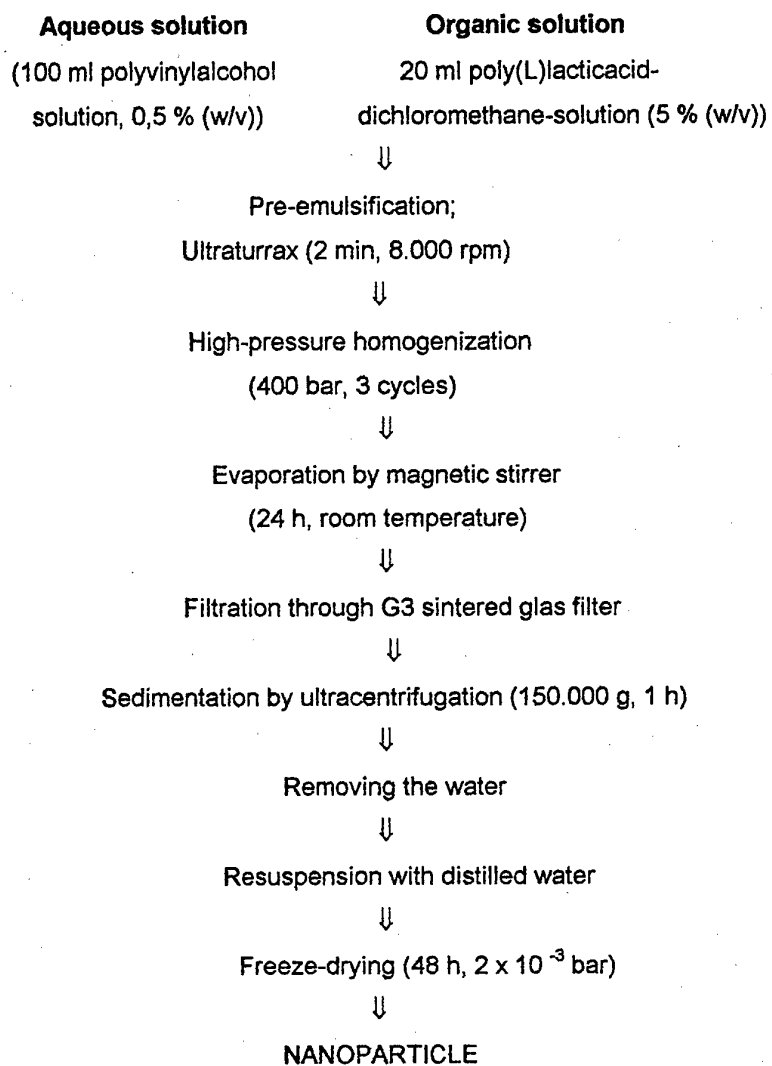 Aqueous solution
(100 ml polyvinylalcohol
solution, 0,5 % (w/v))
Organic solution
20 ml poly(L)lacticacid-
dichloromethane-solution (5 % (w/v))
⇓
Pre-emulsification;
Ultraturrax (2 min, 8.000 rpm)
⇓
High-pressure homogenization
(400 bar, 3 cycles)
⇓
Evaporation by magnetic stirrer
(24 h, room temperature)
⇓
Filtration through G3 sintered glas filter
⇓
Sedimentation by ultracentrifugation (150.000 g, 1 h)
⇓
Removing the water
⇓
Resuspension with distilled water
⇓
Freeze-drying (48 h, 2 x 10⁻³ bar)
⇓
NANOPARTICLE